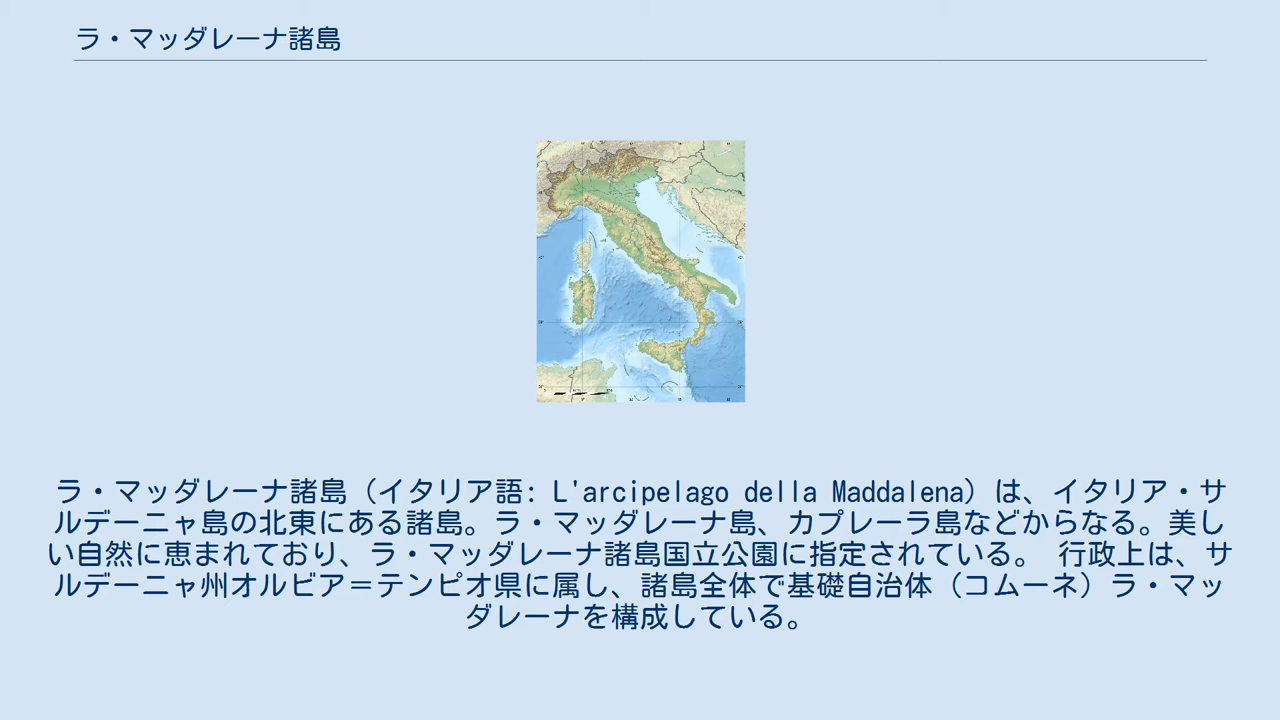 ラ・マッダレーナ諸島
ラ・マッダレーナ諸島（イタリア語: L'arcipelago della Maddalena）は、イタリア・サ
ルデーニャ島の北東にある諸島。ラ・マッダレーナ島、カプレーラ島などからなる。美し
い自然に恵まれており、ラ・マッダレーナ諸島国立公園に指定されている。 行政上は、サ
ルデーニャ州オルビア＝テンピオ県に属し、諸島全体で基礎自治体（コムーネ）ラ・マッ
ダレーナを構成している。